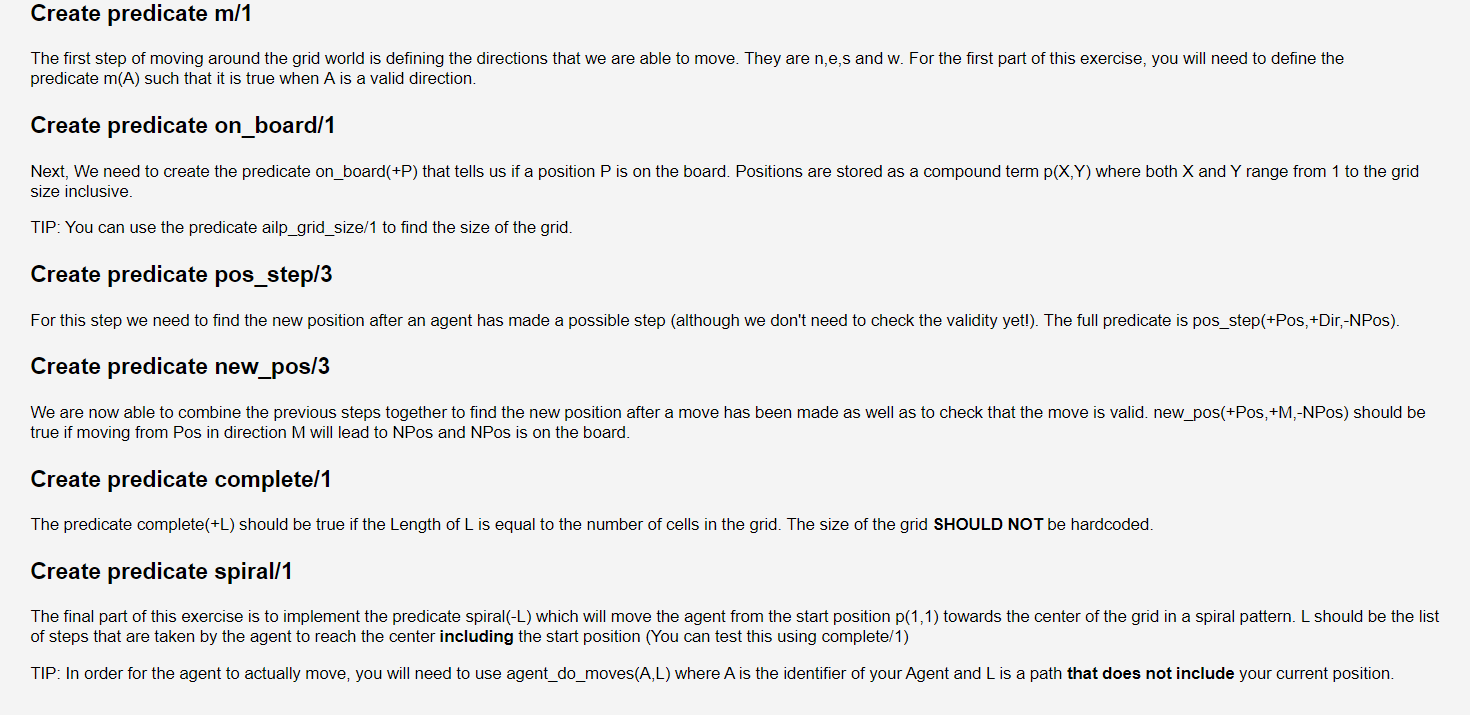 Create predicate m/1
The first step of moving around the grid world is defining the directions that we are able to move. They are n,e,s and w. For the first part of this exercise, you will need to define the
predicate m(A) such that it is true when A is a valid direction.
Create predicate on_board/1
Next, We need to create the predicate on_board(+P) that tells us if a position P is on the board. Positions are stored as a compound term p(X,Y) where both X and Y range from 1 to the grid
size inclusive.
TIP: You can use the predicate ailp_grid_size/1 to find the size of the grid.
Create predicate pos_step/3
For this step we need to find the new position after an agent has made a possible step (although we don't need to check the validity yet!). The full predicate is pos_step(+Pos,+Dir,-NPos).
Create predicate new_pos/3
We are now able to combine the previous steps together to find the new position after a move has been made as well as to check that the move is valid. new_pos(+Pos,+M,-NPos) should be
true if moving from Pos in direction M will lead to NPos and NPos is on the board.
Create predicate complete/1
The predicate complete(+L) should be true if the Length of L is equal to the number of cells in the grid. The size of the grid SHOULD NOT be hardcoded.
Create predicate spiral/1
The final part of this exercise is to implement the predicate spiral(-L) which will move the agent from the start position p(1,1) towards the center of the grid in a spiral pattern. L should be the list
of steps that are taken by the agent to reach the center including the start position (You can test this using complete/1)
TIP: In order for the agent to actually move, you will need to use agent_do_moves(A,L) where A is the identifier of your Agent and L is a path that does not include your current position.